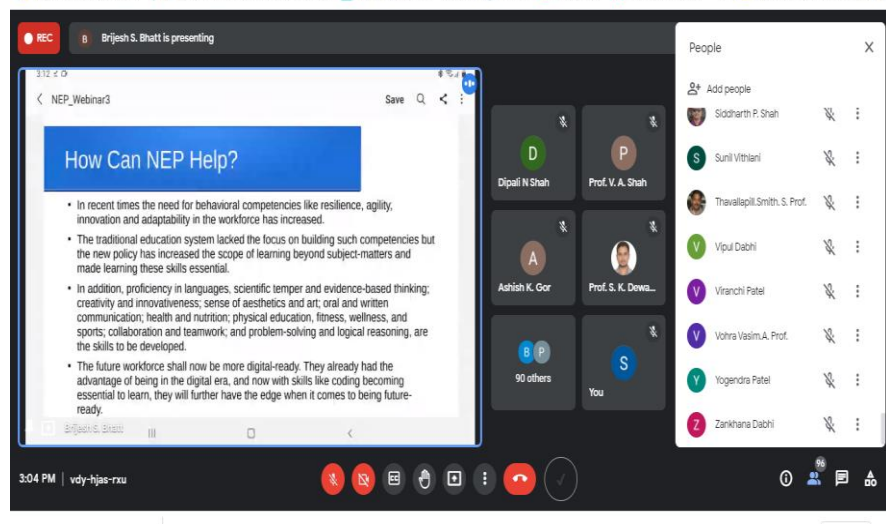 REC
B Brijesh S. Bhatt is presenting
3:12
NEP_Webinar3
Save
How Can NEP Help?
• In recent times the need for behavioral competencies like resilience, agility,
innovation and adaptability in the workforce has increased.
• The traditional education system lacked the focus on building such competencies but
the new policy has increased the scope of learning beyond subject-matters and
made learning these skills essential.
• In addition, proficiency in languages, scientific temper and evidence-based thinking;
creativity and innovativeness; sense of aesthetics and art; oral and written
communication; health and nutrition; physical education, fitness, wellness, and
sports; collaboration and teamwork; and problem-solving and logical reasoning, are
the skills to be developed.
• The future workforce shall now be more digital-ready. They already had the
advantage of being in the digital era, and now with skills like coding becoming
essential to learn, they will further have the edge when it comes to being future-
ready.
Brijesh S. Bhatt
D
Dipali N Shah
P
Prof. V. A. Shah
A
Ashish K. Gor
Prof. S. K. Dewa...
B P
90 others
S
You
People
X
Add people
Siddharth P. Shah
S Sunil Vithlani
Thavalapill.Smith. S. Prof.
V Vipul Dabhi
V Viranchi Patel
V Vohra Vasim.A. Prof.
Y Yogendra Patel
Z Zankhana Dabhi
3:04 PM | vdy-hjas-rxu
CC
96